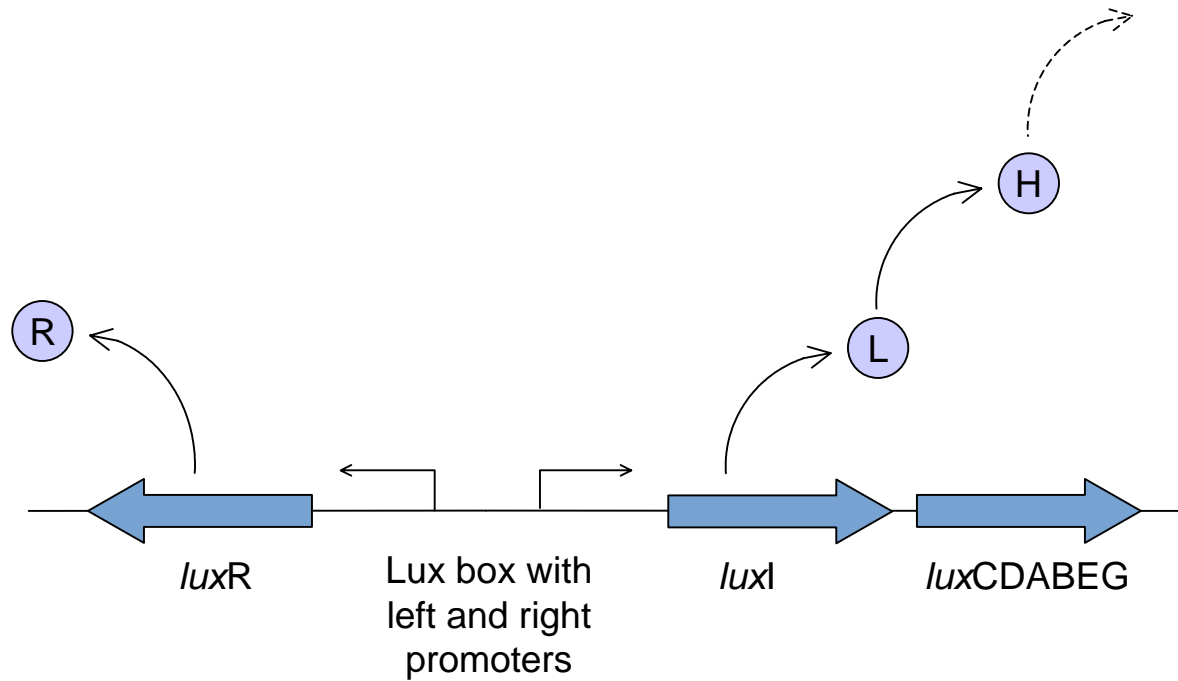 H
R
L
luxR
Lux box with
left and right
promoters
luxI
luxCDABEG